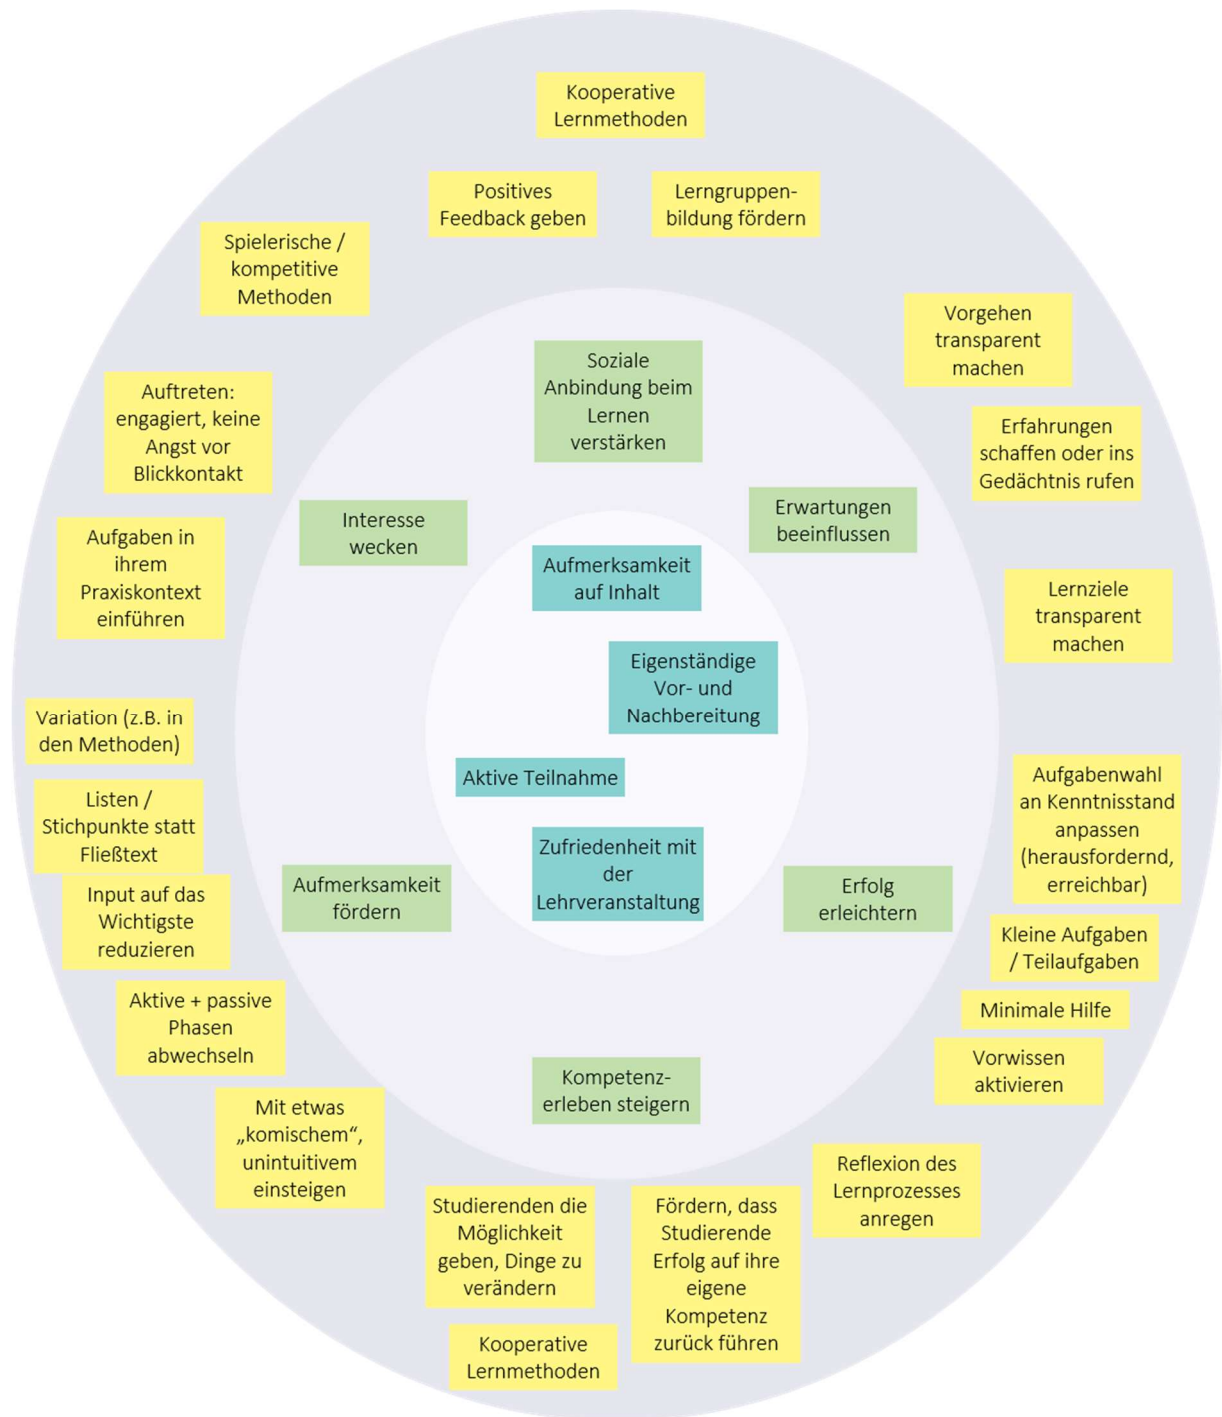 Kooperative
Lernmethoden
Positives
Feedback geben
Lerngruppen-
bildung fördern
Spielerische /
kompetitive
Methoden
Vorgehen
transparent
machen
Soziale
Anbindung beim
Lernen
verstärken
Auftreten:
engagiert, keine
Angst vor
Blickkontakt
Erfahrungen
schaffen oder ins
Gedächtnis rufen
Interesse
wecken
Erwartungen
beeinflussen
Aufgaben in
ihrem
Praxiskontext
einführen
Aufmerksamkeit
auf Inhalt
Lernziele
transparent
machen
Eigenständige
Vor- und
Nachbereitung
Variation (z.B. in
den Methoden)
Aktive Teilnahme
Aufgabenwahl
an Kenntnisstand
anpassen
(herausfordernd,
erreichbar)
Listen /
Stichpunkte statt
Fließtext
Zufriedenheit mit
der
Lehrveranstaltung
Aufmerksamkeit
fördern
Erfolg
erleichtern
Input auf das
Wichtigste
reduzieren
Kleine Aufgaben
/ Teilaufgaben
Aktive + passive
Phasen
abwechseln
Minimale Hilfe
Vorwissen
aktivieren
Kompetenz-
erleben steigern
Mit etwas
„komischem“,
unintuitivem
einsteigen
Reflexion des
Lernprozesses
anregen
Studierenden die
Möglichkeit
geben, Dinge zu
verändern
Fördern, dass
Studierende
Erfolg auf ihre
eigene
Kompetenz
zurück führen
Kooperative
Lernmethoden